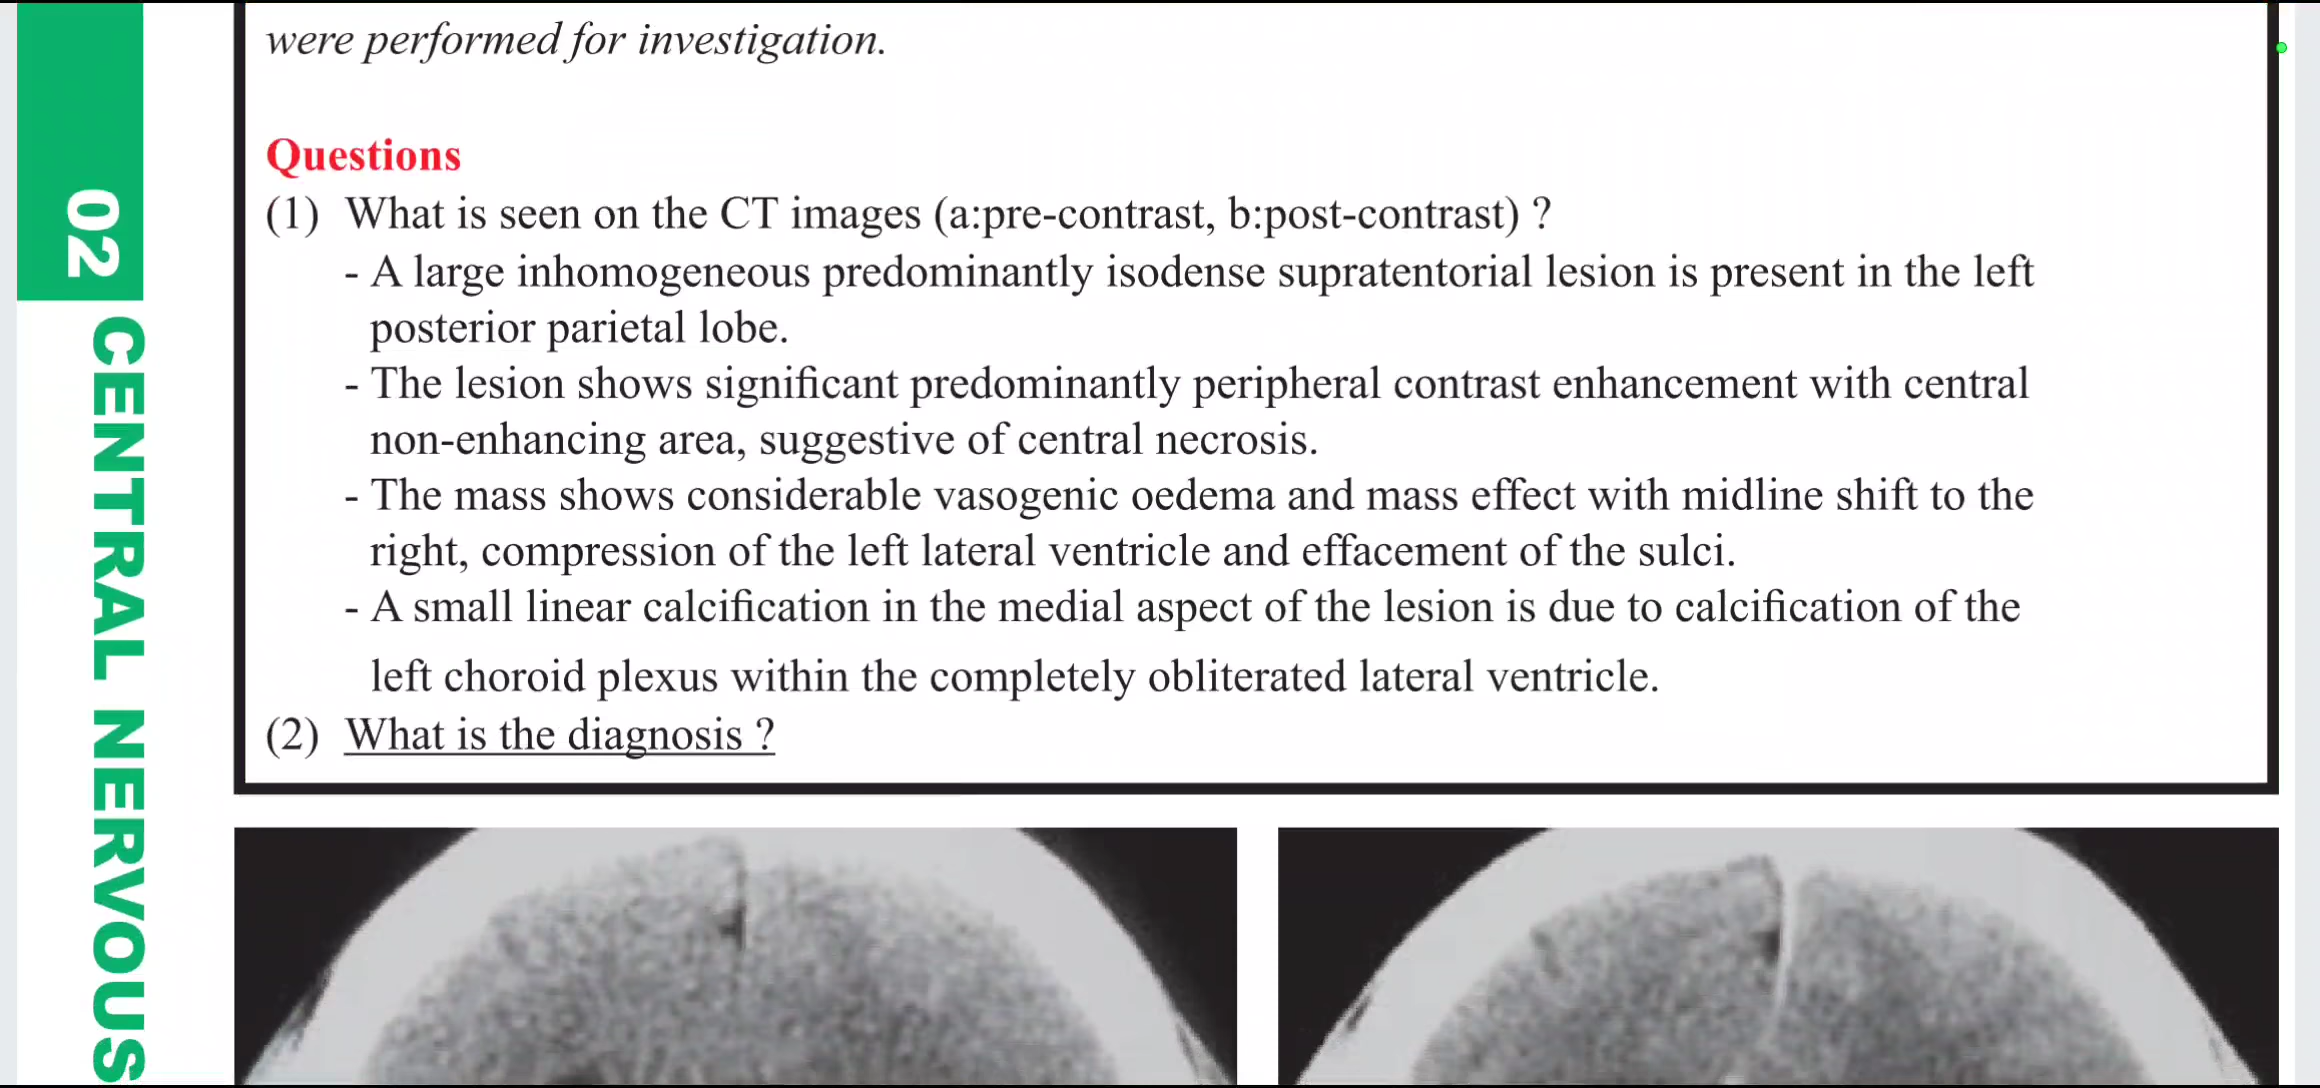 were performed for investigation.
Questions
(1) What is seen on the CT images (a:pre-contrast, b:post-contrast) ?
- A large inhomogeneous predominantly isodense supratentorial lesion is present in the left
posterior parietal lobe.
- The lesion shows significant predominantly peripheral contrast enhancement with central
non-enhancing area, suggestive of central necrosis.
- The mass shows considerable vasogenic oedema and mass effect with midline shift to the
right, compression of the left lateral ventricle and effacement of the sulci.
- A small linear calcification in the medial aspect of the lesion is due to calcification of the
left choroid plexus within the completely obliterated lateral ventricle.
(2) What is the diagnosis ?
02 CENTRAL NERVOUS